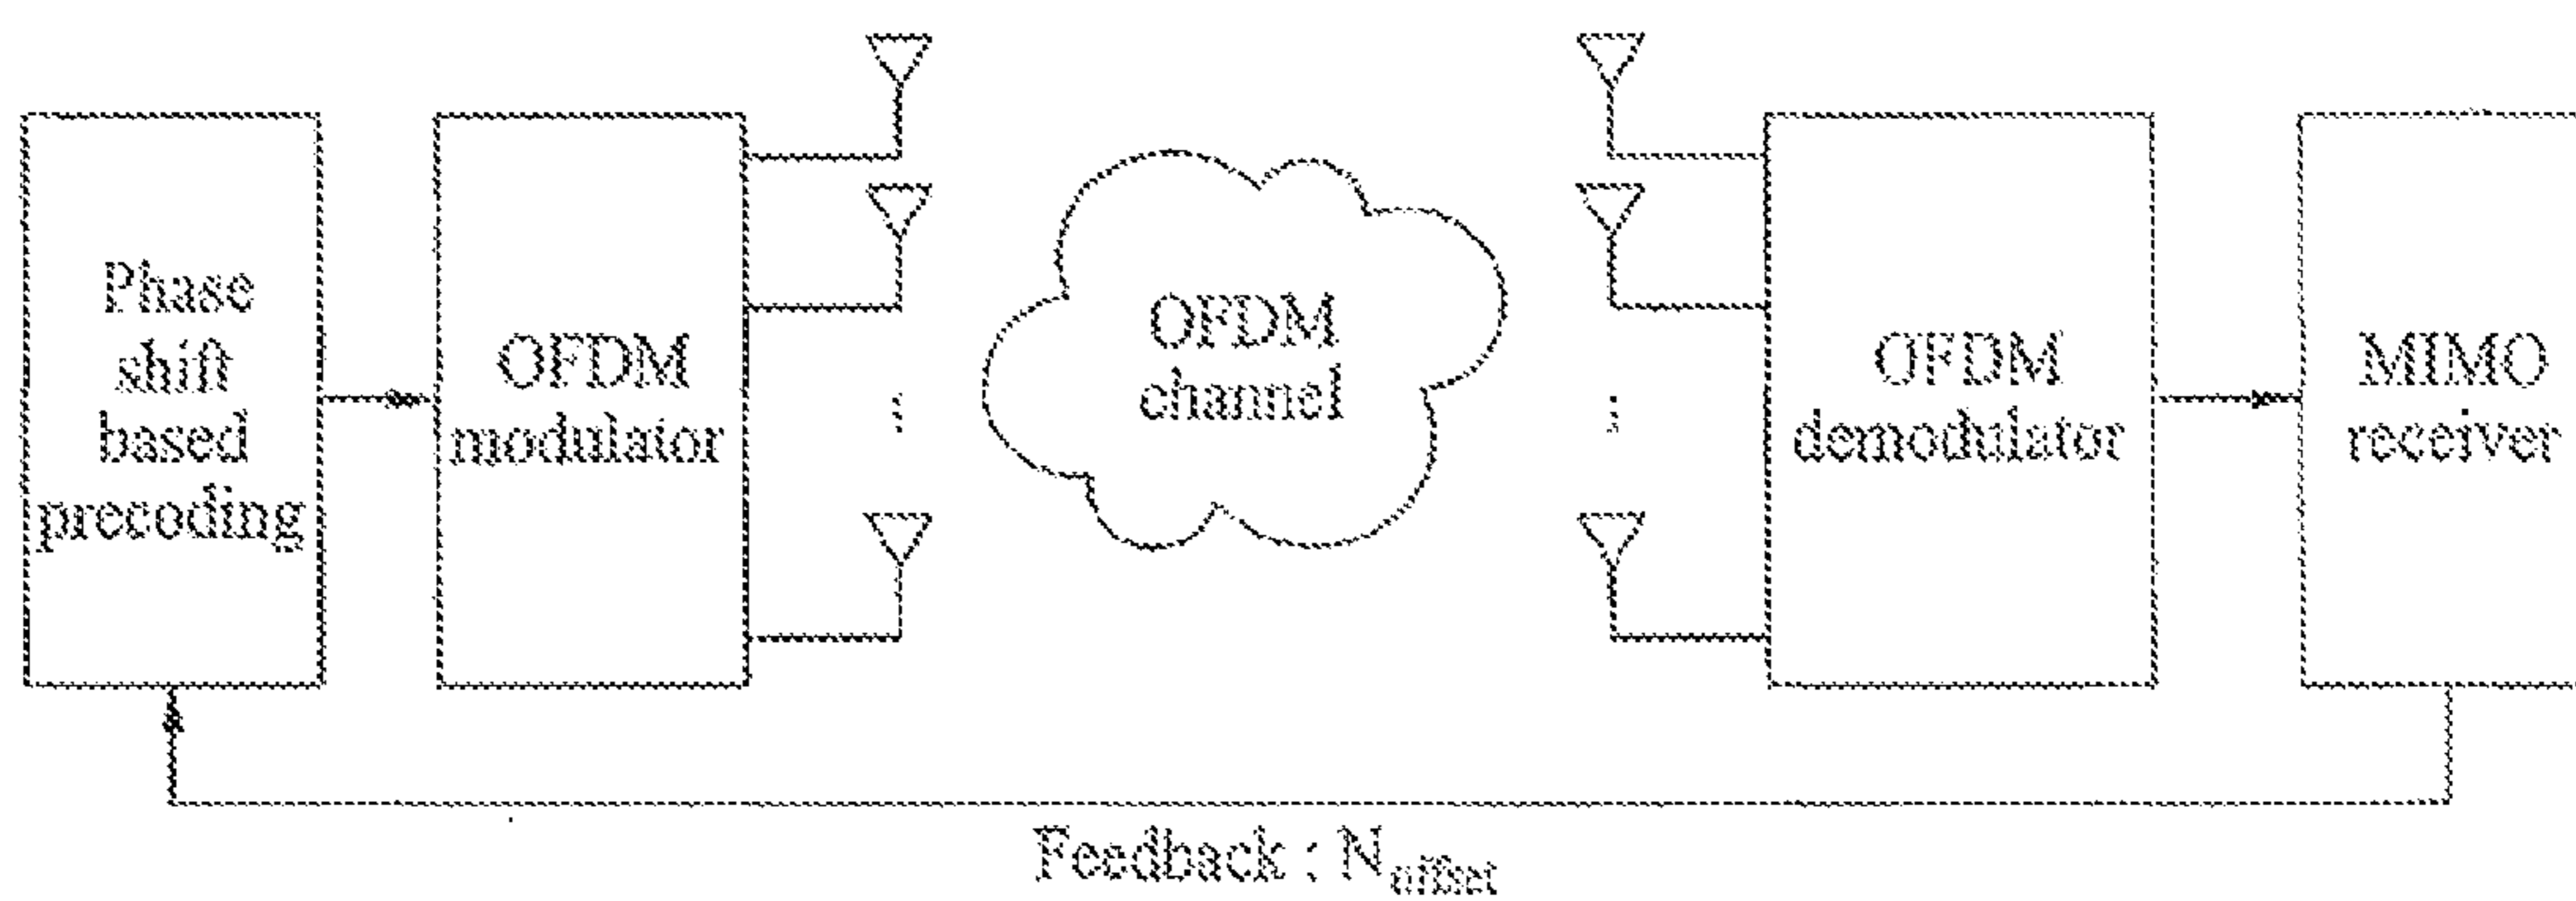 Phase
shift
based
precoding
OFDM
modulator
OFDM
channel
OFDM
demodulator
MIMO
receiver
Feedback : Noffset